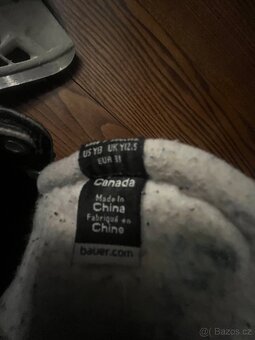 US Y13 UK Y12.5
EUR 31
Canada
Made in
China
Fabriqué en
Chine
bauer.com
© Bazos.cz